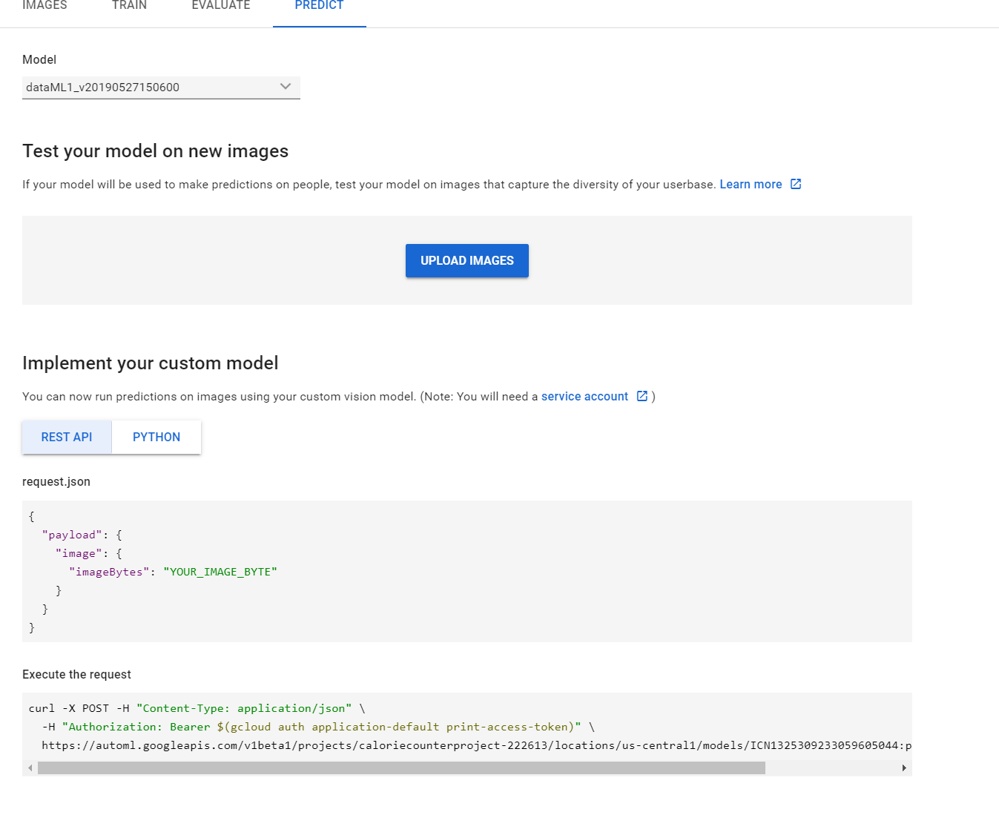 IMAGES TRAIN EVALUATE PREDICT
Model
dataML1_v20190527150600
Test your model on new images
If your model will be used to make predictions on people, test your model on images that capture the diversity of your userbase. Learn more
UPLOAD IMAGES
Implement your custom model
You can now run predictions on images using your custom vision model. (Note: You will need a service account )
REST API PYTHON
request.json
{
"payload": {
"image": {
"imageBytes": "YOUR_IMAGE_BYTE"
}
}
}
Execute the request
curl -X POST -H "Content-Type: application/json" \
-H "Authorization: Bearer $(gcloud auth application-default print-access-token)" \
https://automl.googleapis.com/v1beta1/projects/caloriecounterproject-222613/locations/us-central1/models/ICN1325309233059605044:p